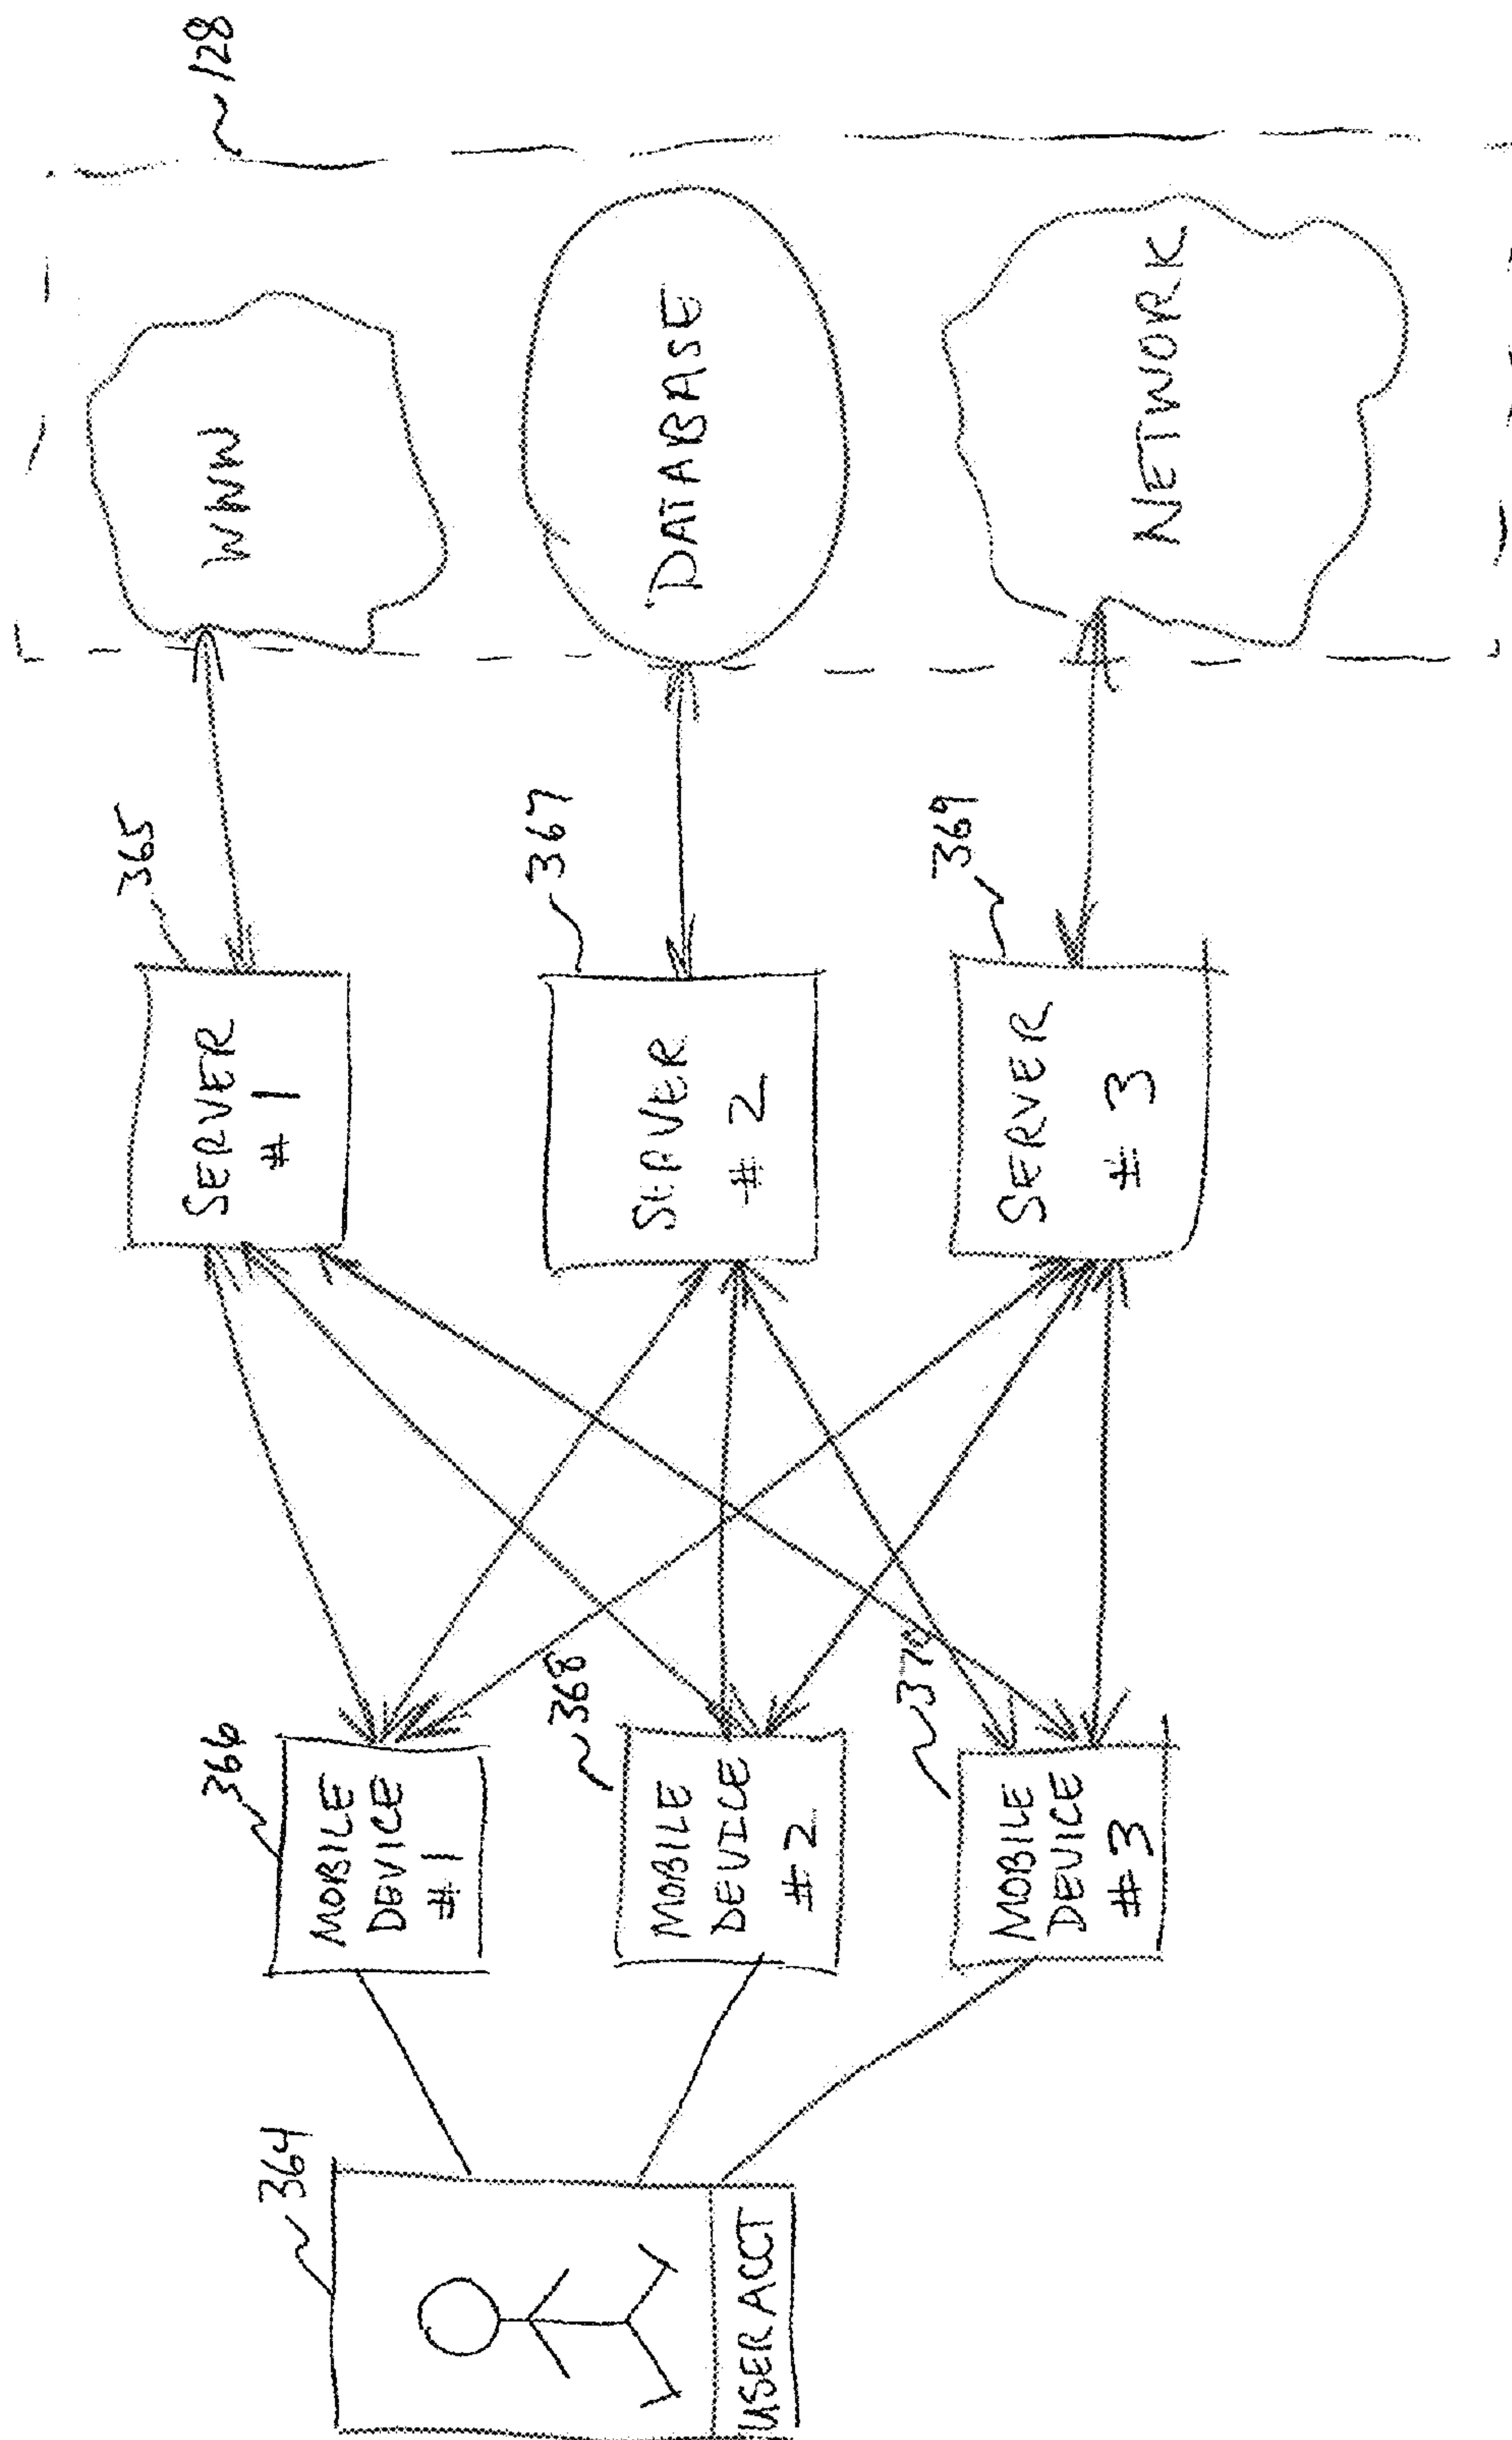 364
USER ACCT
366
MOBILE
DEVICE
#1
368
MOBILE
DEVICE
#2
370
MOBILE
DEVICE
#3
365
SERVER
#1
367
SERVER
#2
369
SERVER
#3
128
WWW
DATABASE
NETWORK